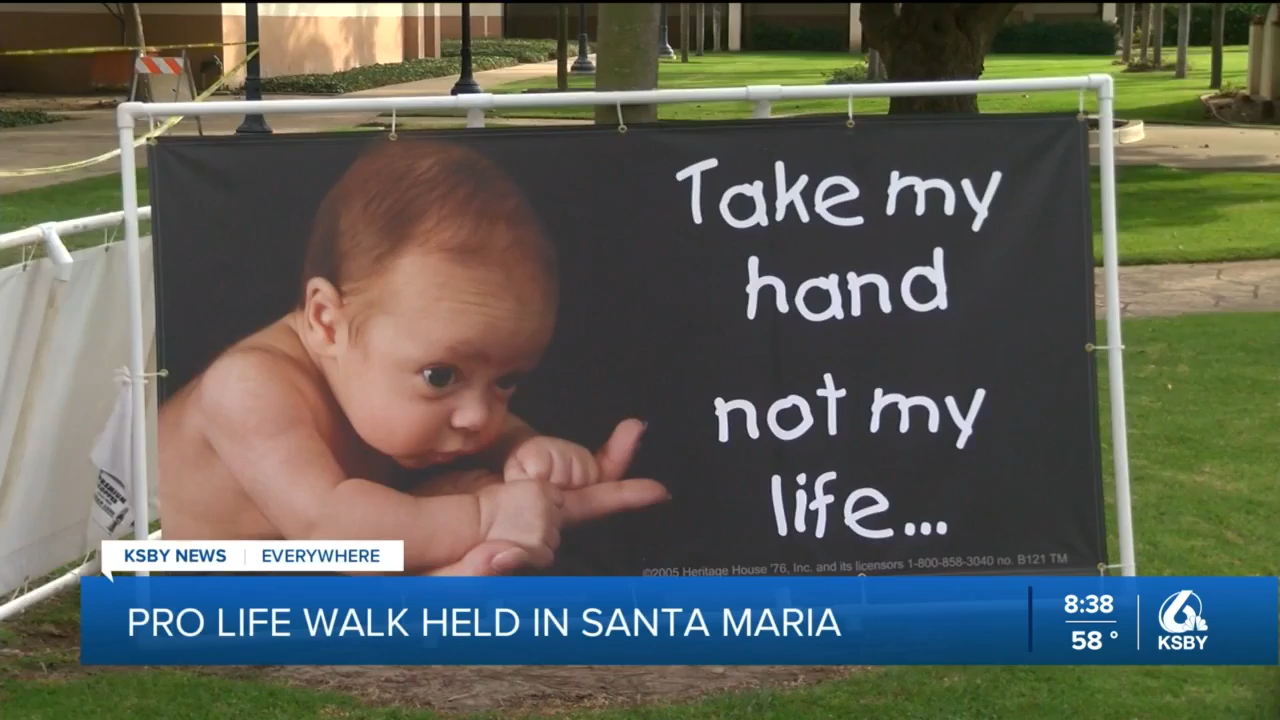 Take my
hand
not my
life...
©2005 Heritage House '76, Inc. and its licensors 1-800-858-3040 no. B121 TM
KSBY NEWS | EVERYWHERE
PRO LIFE WALK HELD IN SANTA MARIA
8:38
58°
6
KSBY